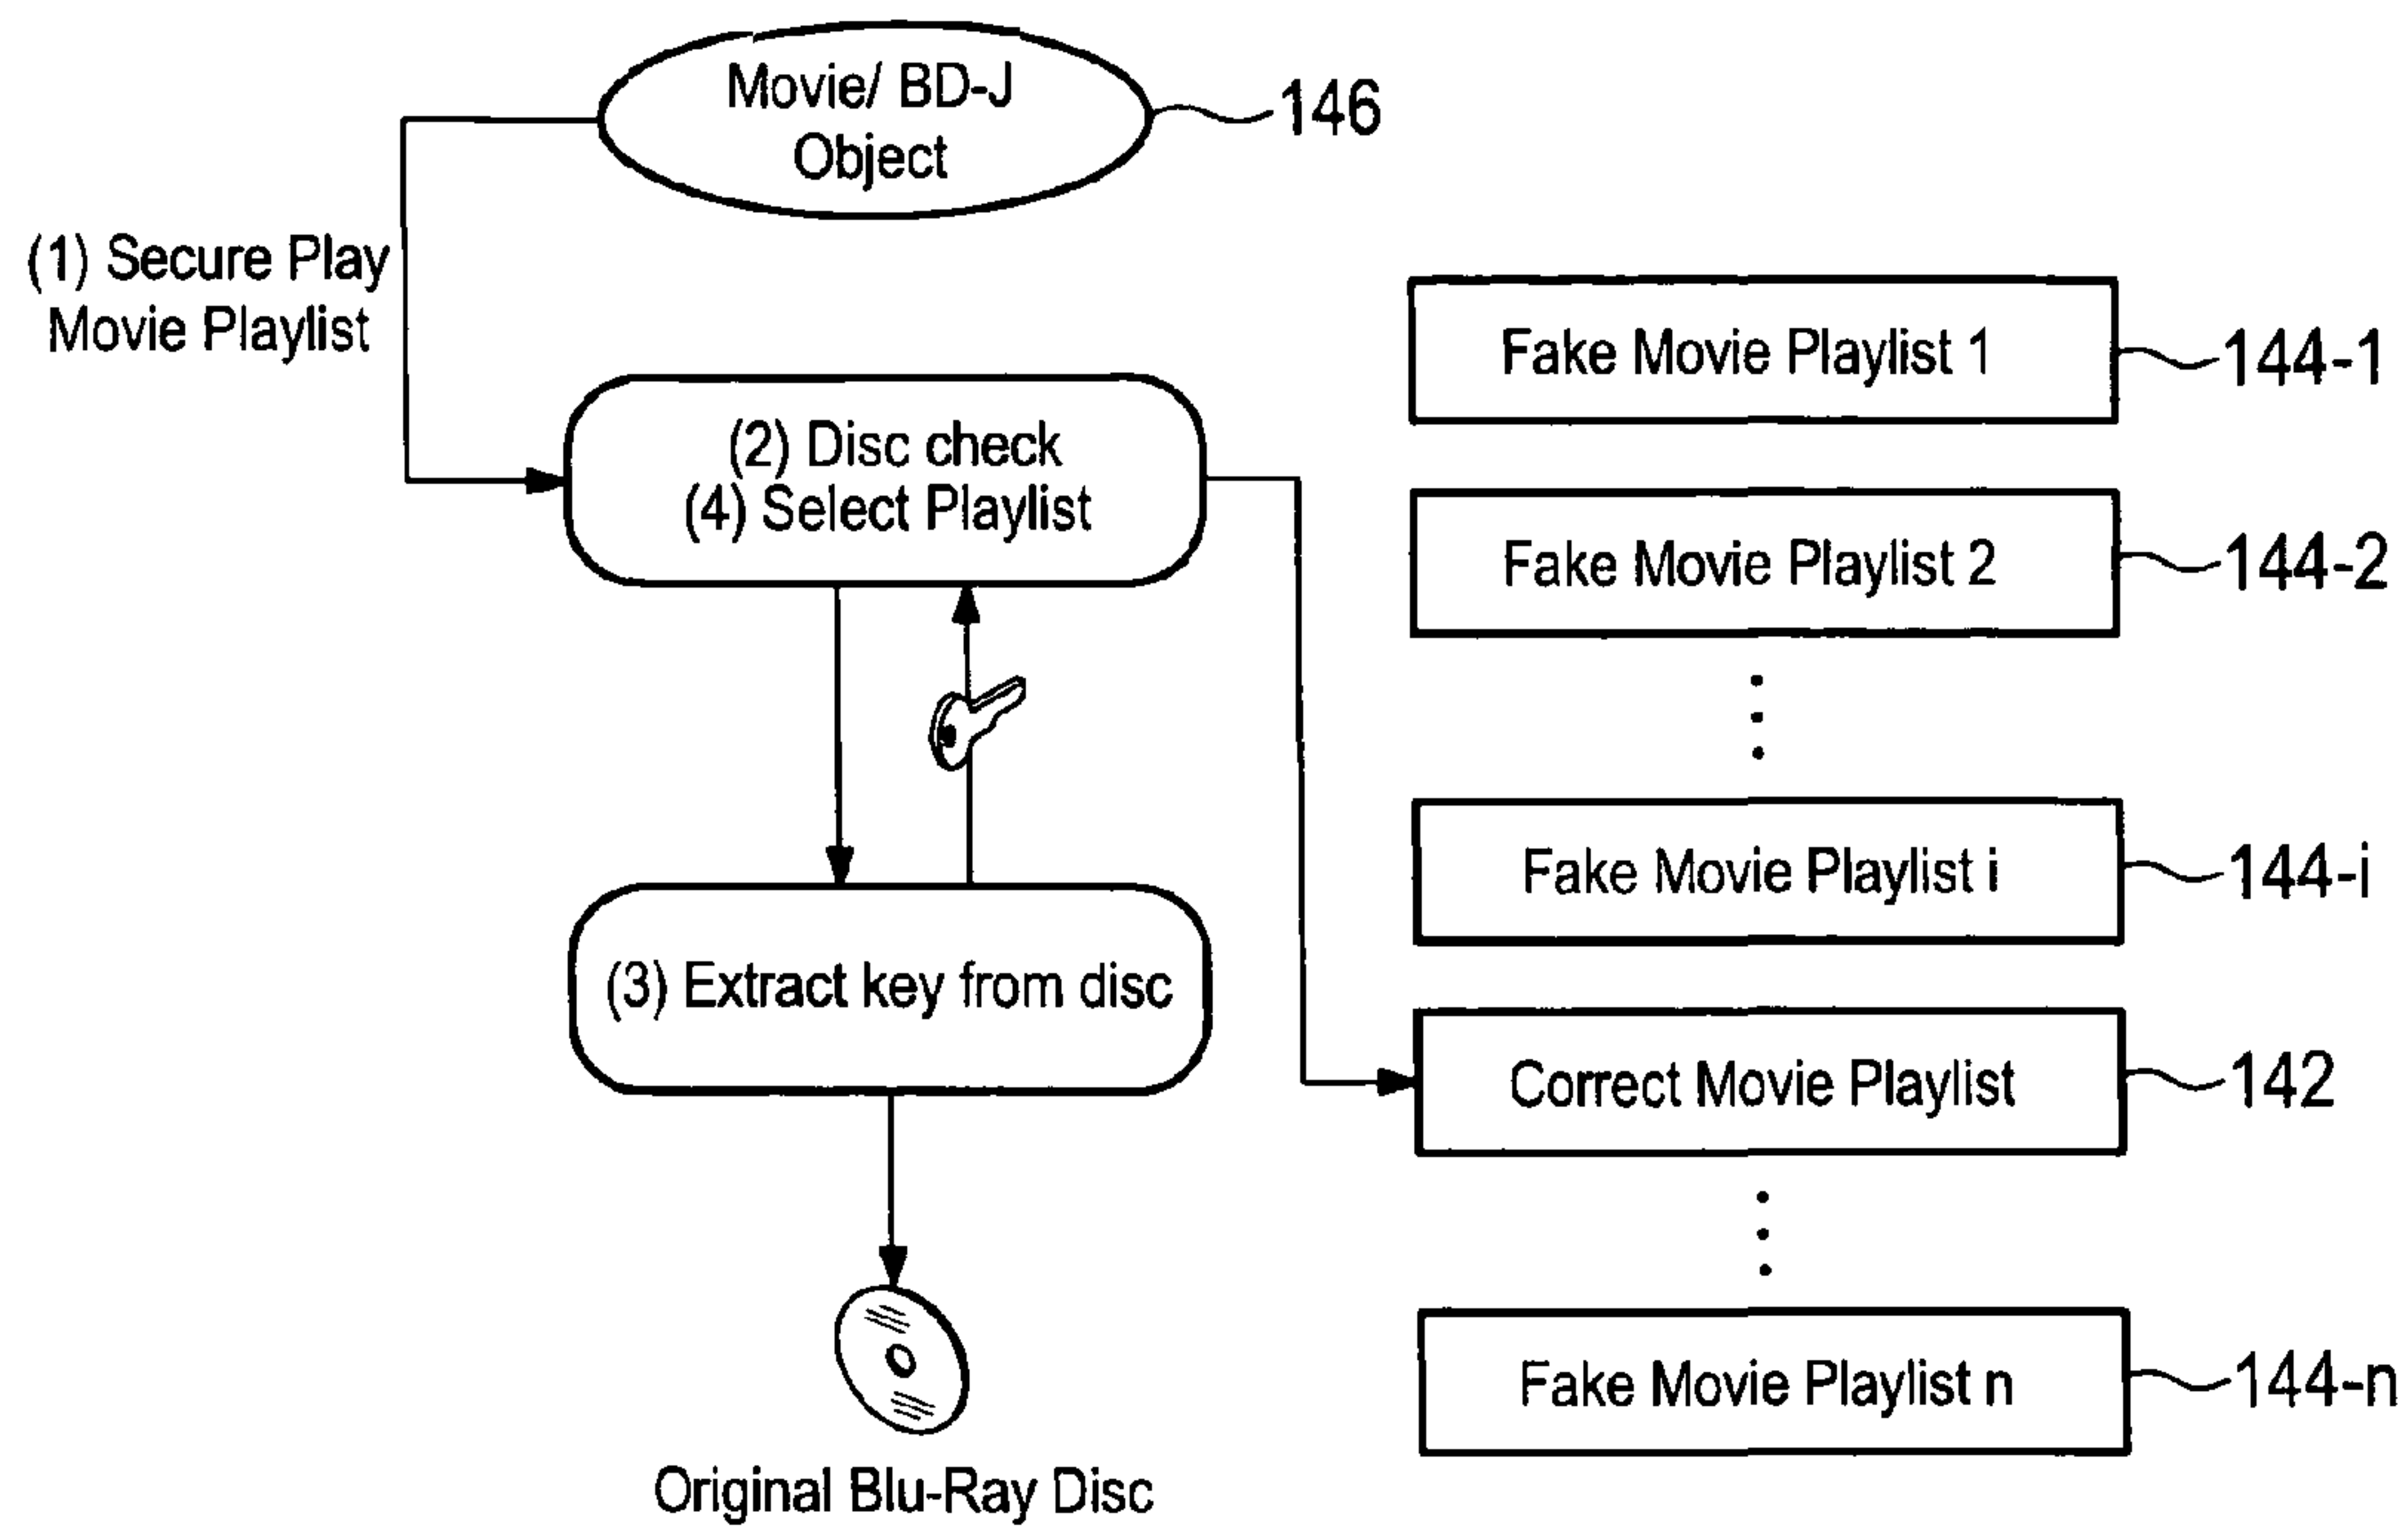 Movie/ BD-J
Object
146
(1) Secure Play
Movie Playlist
(2) Disc check
(4) Select Playlist
(3) Extract key from disc
Original Blu-Ray Disc
Fake Movie Playlist 1
144-1
Fake Movie Playlist 2
144-2
Fake Movie Playlist i
144-i
Correct Movie Playlist
142
Fake Movie Playlist n
144-n